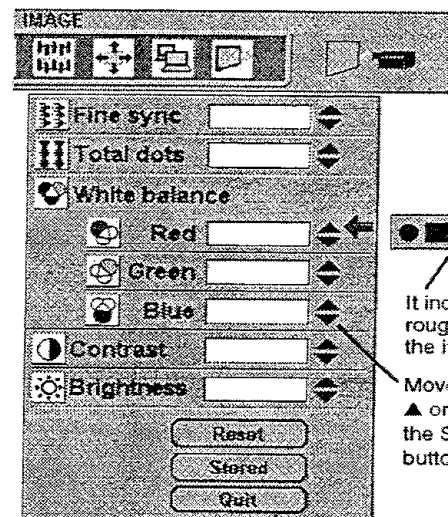 IMAGE
Fine sync
Total dots
White balance
Red
Green
Blue
Contrast
Brightness
Reset
Stored
Quit
It
roug
the
Move
▲ or
the S
butto